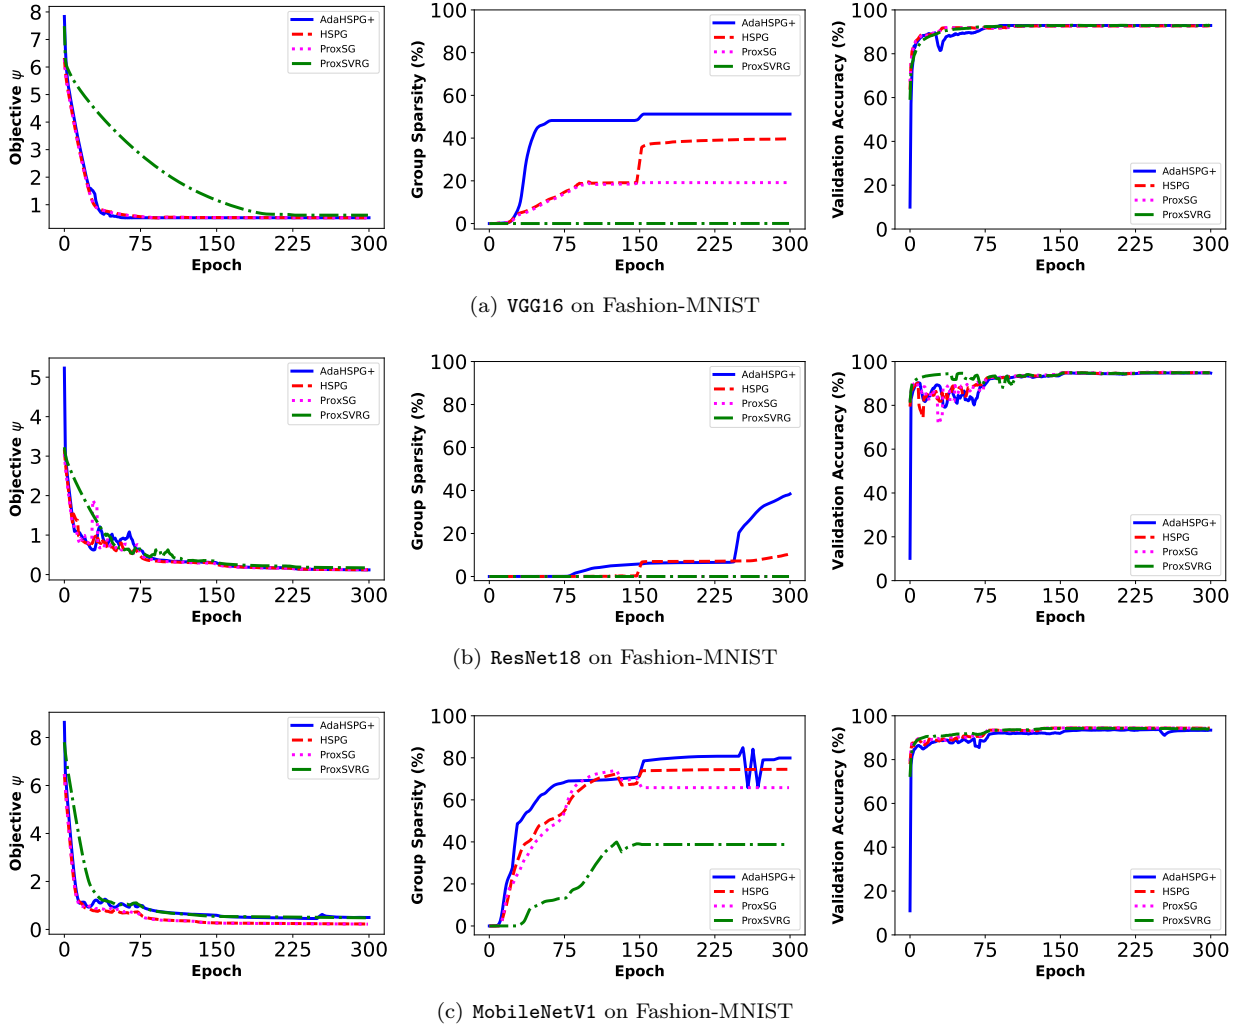 8
7
6
5
4
3
2
1
Objective ψ
0 75 150 225 300
Epoch
AdaHSPG+
HSPG
ProxSG
ProxSVRG
100
80
60
40
20
0
Group Sparsity (%)
0 75 150 225 300
Epoch
AdaHSPG+
HSPG
ProxSG
ProxSVRG
100
80
60
40
20
0
Validation Accuracy (%)
0 75 150 225 300
Epoch
AdaHSPG+
HSPG
ProxSG
ProxSVRG
(a) VGG16 on Fashion-MNIST
5
4
3
2
1
0
Objective ψ
0 75 150 225 300
Epoch
AdaHSPG+
HSPG
ProxSG
ProxSVRG
100
80
60
40
20
0
Group Sparsity (%)
0 75 150 225 300
Epoch
AdaHSPG+
HSPG
ProxSG
ProxSVRG
100
80
60
40
20
0
Validation Accuracy (%)
0 75 150 225 300
Epoch
AdaHSPG+
HSPG
ProxSG
ProxSVRG
(b) ResNet18 on Fashion-MNIST
8
6
4
2
0
Objective ψ
0 75 150 225 300
Epoch
AdaHSPG+
HSPG
ProxSG
ProxSVRG
100
80
60
40
20
0
Group Sparsity (%)
0 75 150 225 300
Epoch
AdaHSPG+
HSPG
ProxSG
ProxSVRG
100
80
60
40
20
0
Validation Accuracy (%)
0 75 150 225 300
Epoch
AdaHSPG+
HSPG
ProxSG
ProxSVRG
(c) MobileNetV1 on Fashion-MNIST